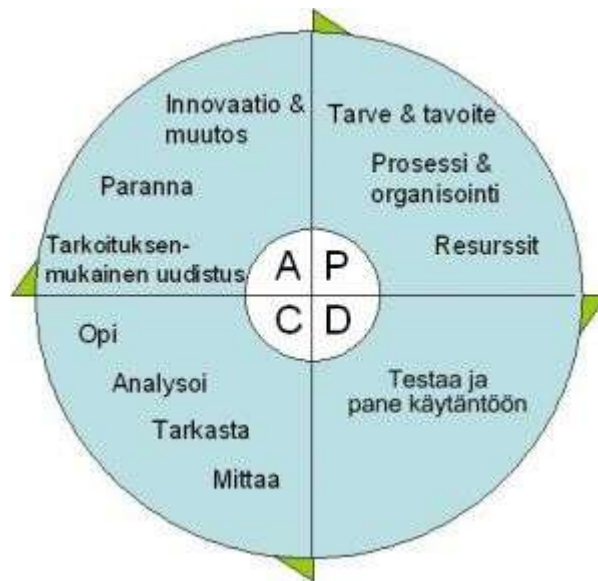 Innovaatio &
muutos
Paranna
Tarkoituksen-
mukainen uudistus
Tarve & tavoite
Prosessi &
organisointi
Resurssit
A P
C D
Opi
Analysoi
Tarkasta
Mittaa
Testaa ja
pane käytäntöön